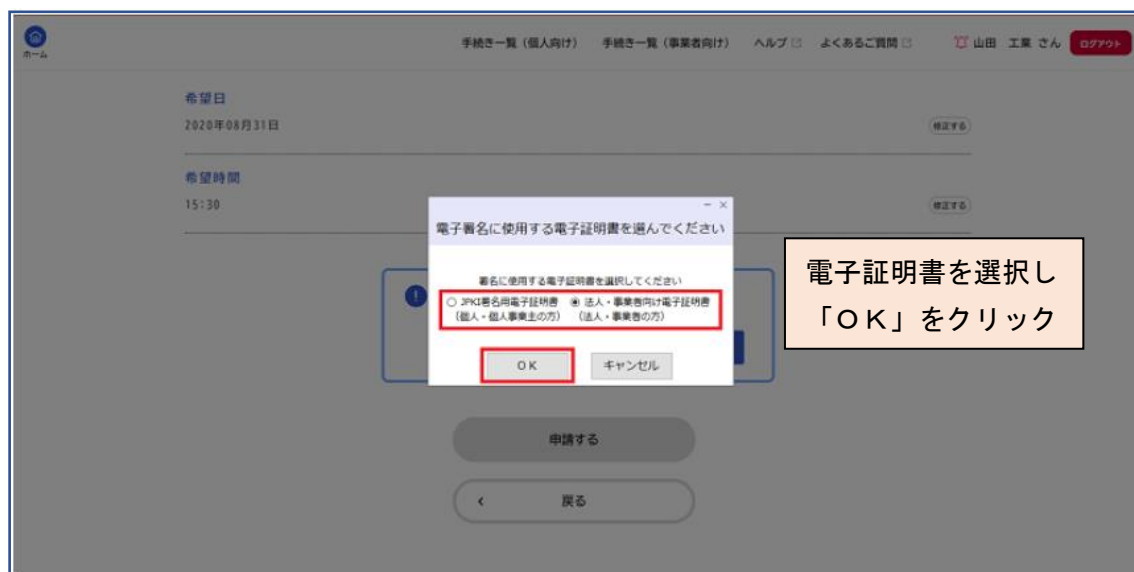 ホーム
手続き一覧（個人向け） 手続き一覧（事業者向け） ヘルプ よくあるご質問 山田 工業 さん ログアウト
希望日
2020年08月31日
修正する
希望時間
15:30
修正する
電子署名に使用する電子証明書を選んでください
署名に使用する電子証明書を選択してください
JPKI署名用電子証明書 法人・事業者向け電子証明書
（個人・個人事業主の方） （法人・事業者の方）
ＯＫ キャンセル
電子証明書を選択し
「ＯＫ」をクリック
申請する
戻る